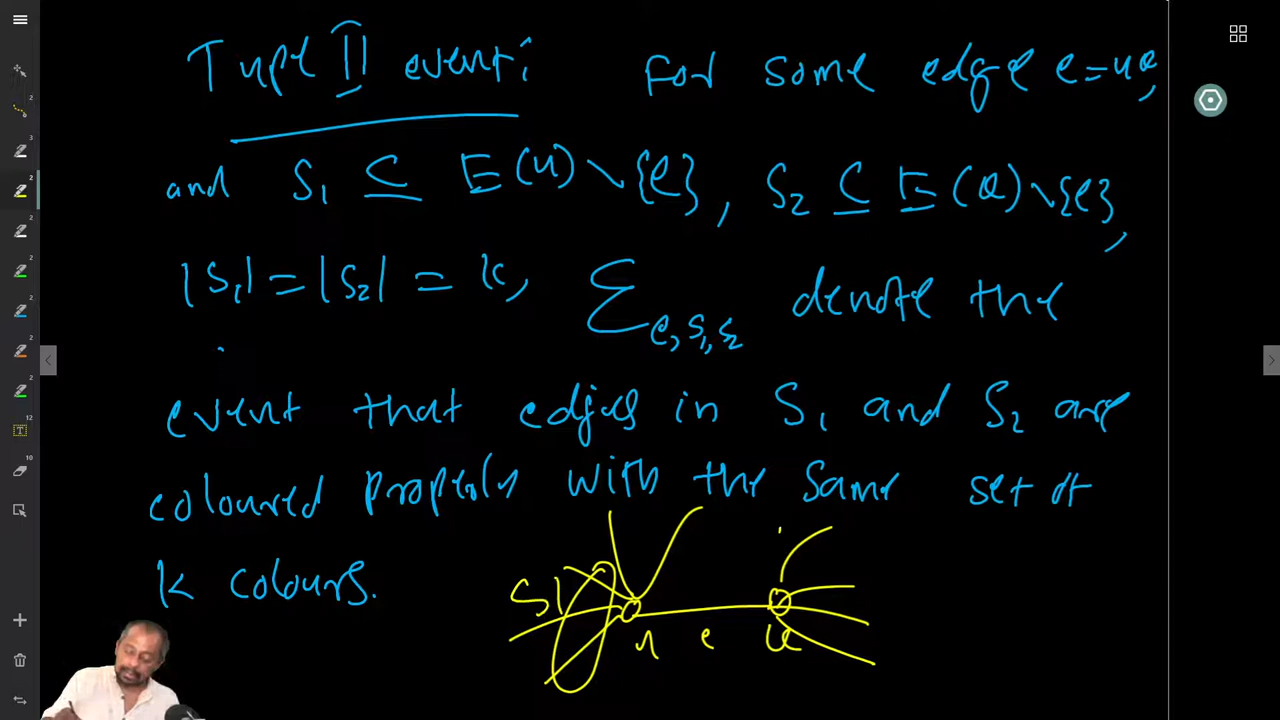 Type II event: For some edge e=uv,
and S₁ ⊆ E(u)∖{e}, S₂ ⊆ E(v)∖{e},
|S₁|=|S₂| = k, Σ_{e,S₁,S₂} denote the
event that edges in S₁ and S₂ are
coloured properly with the same set of
k colours.
S1
u e v